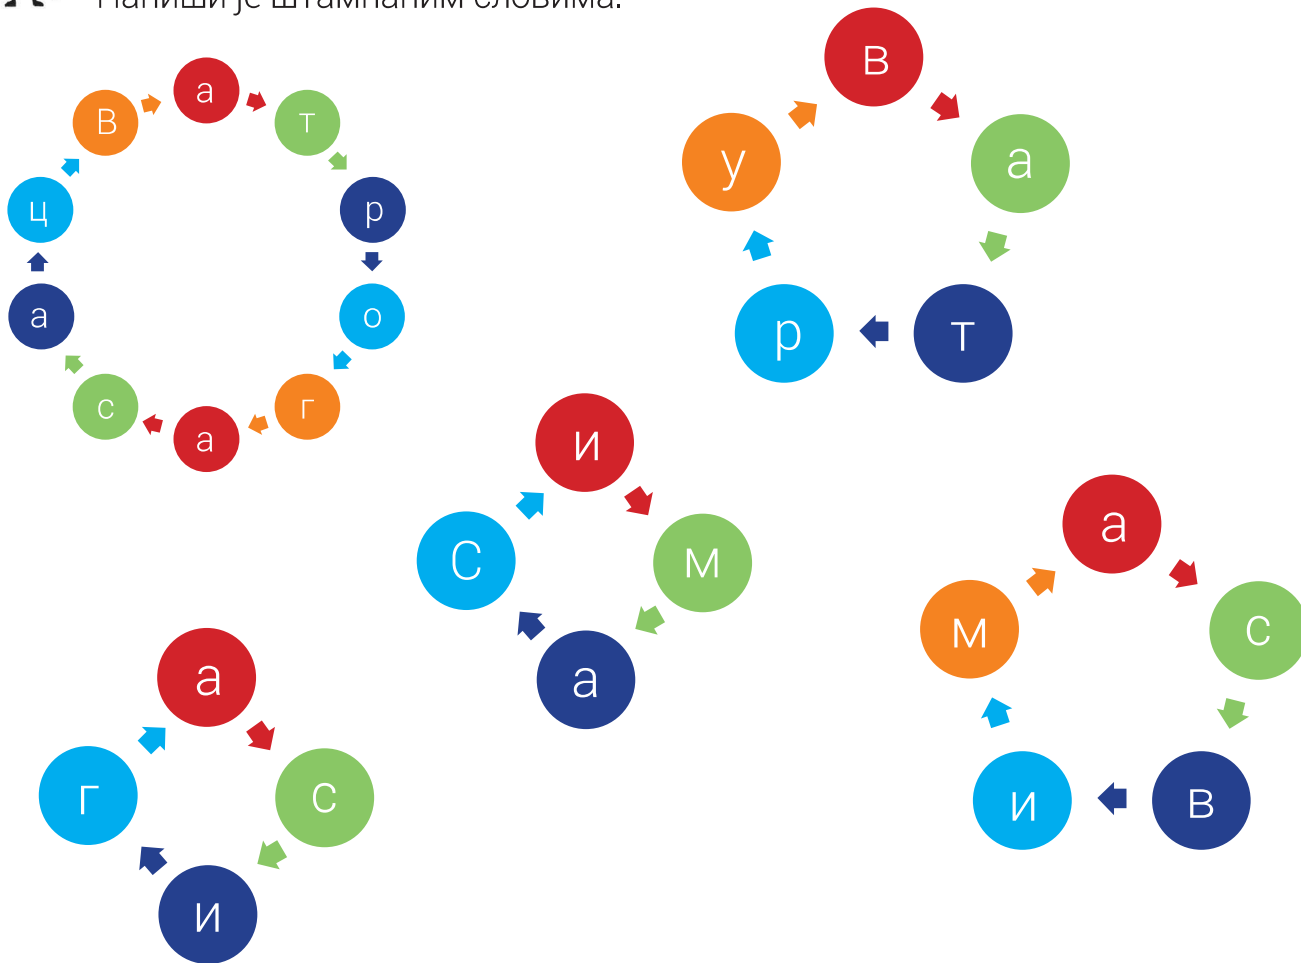 Напиши је штампаним словима.
В а т р о г а с а ц
в а т р у
С и м а
м а с в и
г а с и